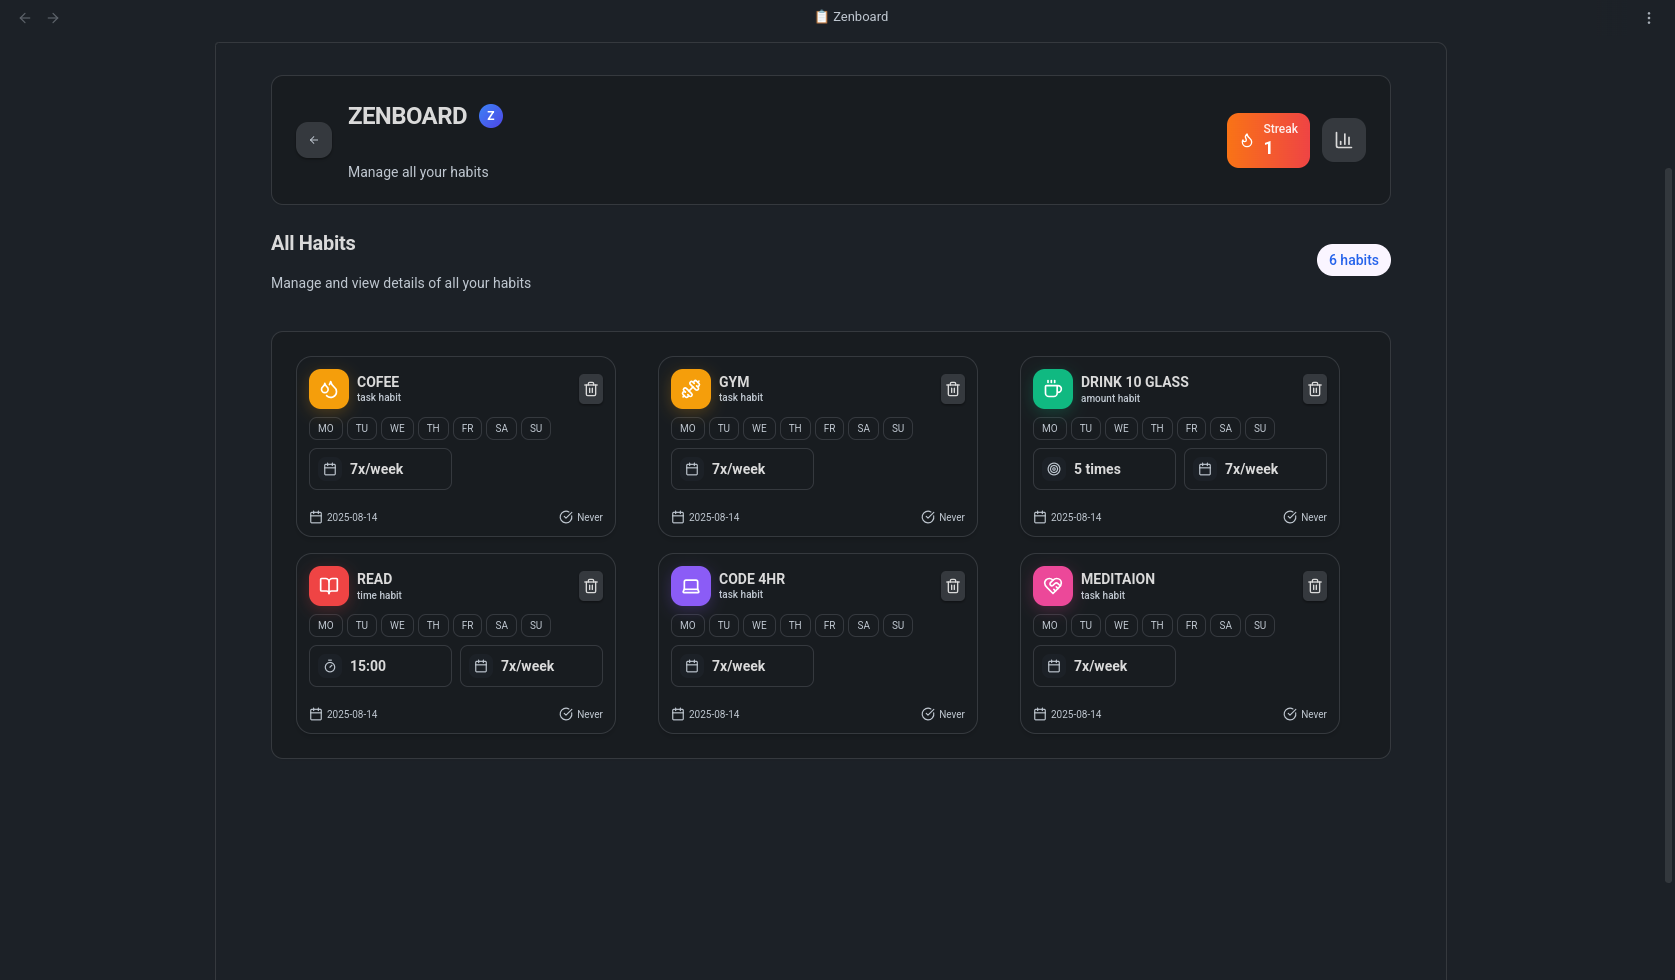 📋 Zenboard
ZENBOARD Z
Manage all your habits
Streak
1
All Habits
Manage and view details of all your habits
6 habits
COFEE
task habit
MO TU WE TH FR SA SU
7x/week
2025-08-14 Never
GYM
task habit
MO TU WE TH FR SA SU
7x/week
2025-08-14 Never
DRINK 10 GLASS
amount habit
MO TU WE TH FR SA SU
5 times 7x/week
2025-08-14 Never
READ
time habit
MO TU WE TH FR SA SU
15:00 7x/week
2025-08-14 Never
CODE 4HR
task habit
MO TU WE TH FR SA SU
7x/week
2025-08-14 Never
MEDITAION
task habit
MO TU WE TH FR SA SU
7x/week
2025-08-14 Never